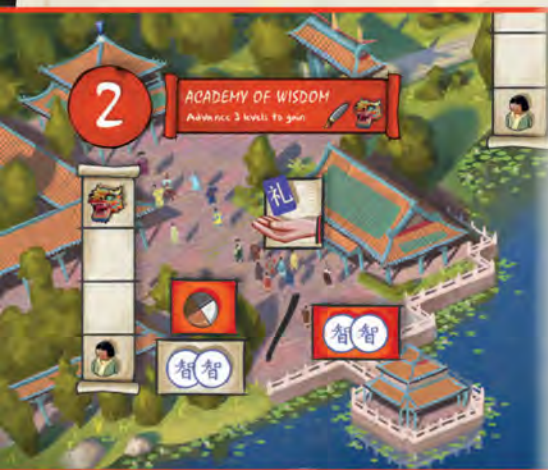 2
ACADEMY OF WISDOM
Advance 3 levels to gain
礼
智 智
智 智